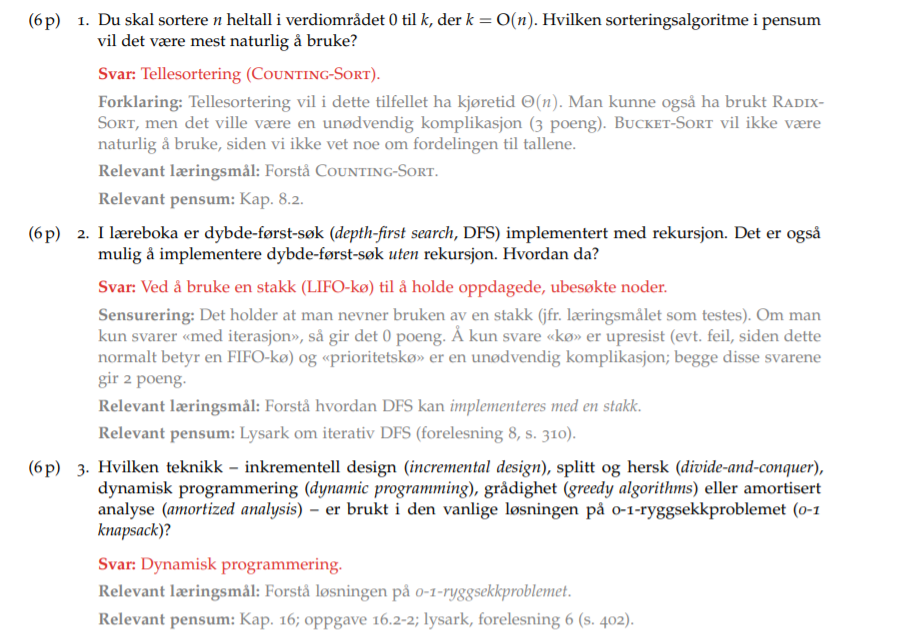 (6 p) 1. Du skal sortere n heltall i verdiområdet 0 til k, der k = O(n). Hvilken sorteringsalgoritme i pensum
vil det være mest naturlig å bruke?
Svar: Tellesortering (Counting-Sort).
Forklaring: Tellesortering vil i dette tilfellet ha kjøretid Θ(n). Man kunne også ha brukt Radix-
Sort, men det ville være en unødvendig komplikasjon (3 poeng). Bucket-Sort vil ikke være
naturlig å bruke, siden vi ikke vet noe om fordelingen til tallene.
Relevant læringsmål: Forstå Counting-Sort.
Relevant pensum: Kap. 8.2.
(6 p) 2. I læreboka er dybde-først-søk (depth-first search, DFS) implementert med rekursjon. Det er også
mulig å implementere dybde-først-søk uten rekursjon. Hvordan da?
Svar: Ved å bruke en stakk (LIFO-kø) til å holde oppdagede, ubesøkte noder.
Sensurering: Det holder at man nevner bruken av en stakk (jfr. læringsmålet som testes). Om man
kun svarer «med iterasjon», så gir det 0 poeng. Å kun svare «kø» er upresist (evt. feil, siden dette
normalt betyr en FIFO-kø) og «prioritetskø» er en unødvendig komplikasjon; begge disse svarene
gir 2 poeng.
Relevant læringsmål: Forstå hvordan DFS kan implementeres med en stakk.
Relevant pensum: Lysark om iterativ DFS (forelesning 8, s. 310).
(6 p) 3. Hvilken teknikk – inkrementell design (incremental design), splitt og hersk (divide-and-conquer),
dynamisk programmering (dynamic programming), grådighet (greedy algorithms) eller amortisert
analyse (amortized analysis) – er brukt i den vanlige løsningen på 0-1-ryggsekkproblemet (0-1
knapsack)?
Svar: Dynamisk programmering.
Relevant læringsmål: Forstå løsningen på 0-1-ryggsekkproblemet.
Relevant pensum: Kap. 16; oppgave 16.2-2; lysark, forelesning 6 (s. 402).